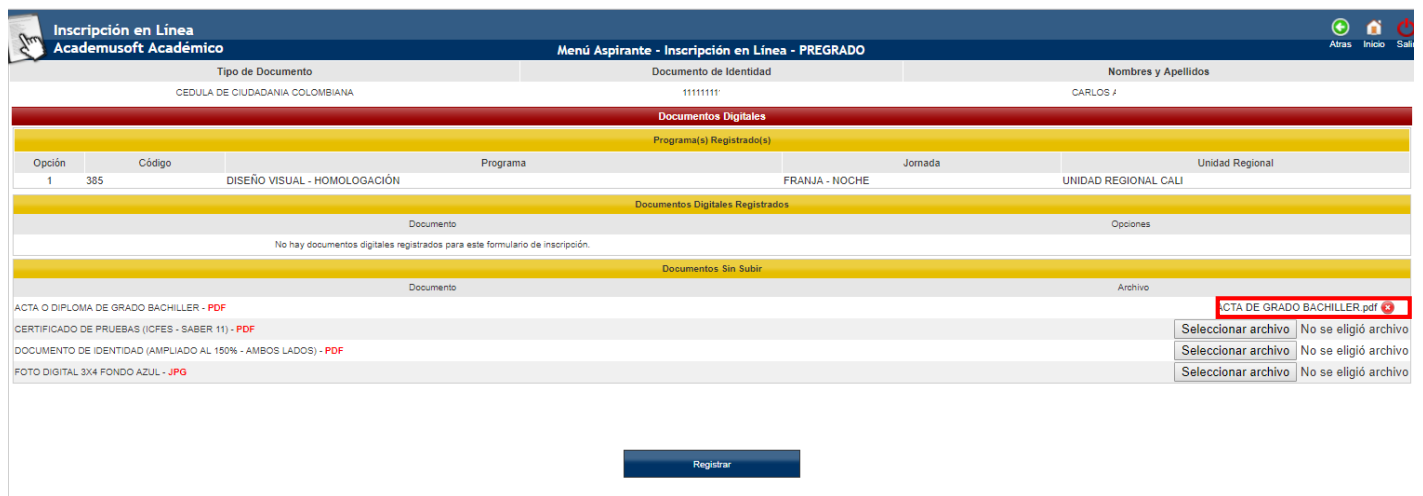 Inscripción en Línea
Academusoft Académico
Menú Aspirante - Inscripción en Línea - PREGRADO
Atras Inicio Salir
Tipo de Documento Documento de Identidad Nombres y Apellidos
CEDULA DE CIUDADANIA COLOMBIANA 11111111 CARLOS
Documentos Digitales
Programa(s) Registrado(s)
Opción Código Programa Jornada Unidad Regional
1 385 DISEÑO VISUAL - HOMOLOGACIÓN FRANJA - NOCHE UNIDAD REGIONAL CALI
Documentos Digitales Registrados
Documento Opciones
No hay documentos digitales registrados para este formulario de inscripción.
Documentos Sin Subir
Documento Archivo
ACTA O DIPLOMA DE GRADO BACHILLER - PDF ACTA DE GRADO BACHILLER.pdf
CERTIFICADO DE PRUEBAS (ICFES - SABER 11) - PDF Seleccionar archivo No se eligió archivo
DOCUMENTO DE IDENTIDAD (AMPLIADO AL 150% - AMBOS LADOS) - PDF Seleccionar archivo No se eligió archivo
FOTO DIGITAL 3X4 FONDO AZUL - JPG Seleccionar archivo No se eligió archivo
Registrar